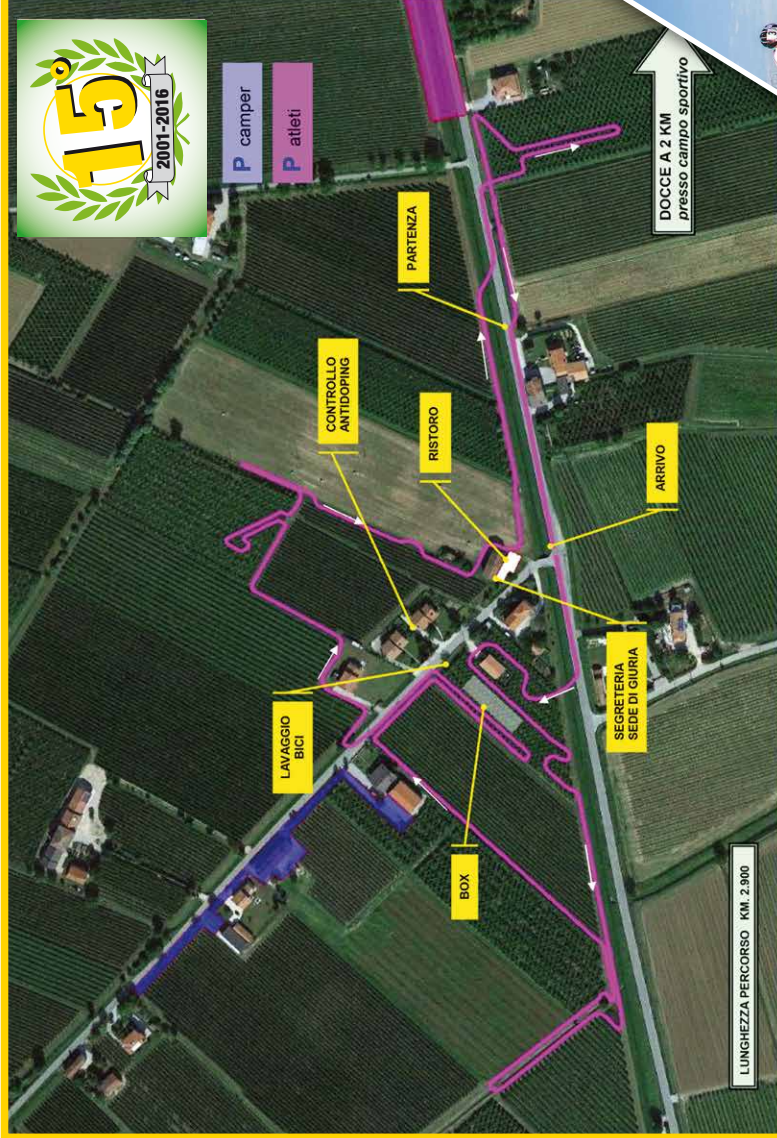 15°
2001-2016
P camper
P atleti
PARTENZA
DOCCE A 2 KM
presso campo sportivo
CONTROLLO
ANTIDOPING
RISTORO
ARRIVO
LAVAGGIO
BICI
SEGRETERIA
SEDE DI GIURIA
BOX
LUNGHEZZA PERCORSO KM. 2.900